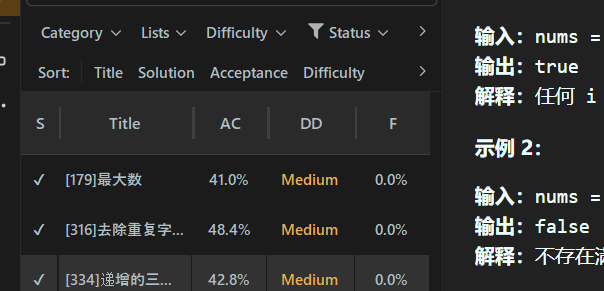 Category Lists Difficulty Status
Sort: Title Solution Acceptance Difficulty
S Title AC DD F
✓ [179]最大数 41.0% Medium 0.0%
✓ [316]去除重复字... 48.4% Medium 0.0%
✓ [334]递增的三... 42.8% Medium 0.0%
输入：nums =
输出：true
解释：任何 i
示例 2：
输入：nums =
输出：false
解释：不存在满